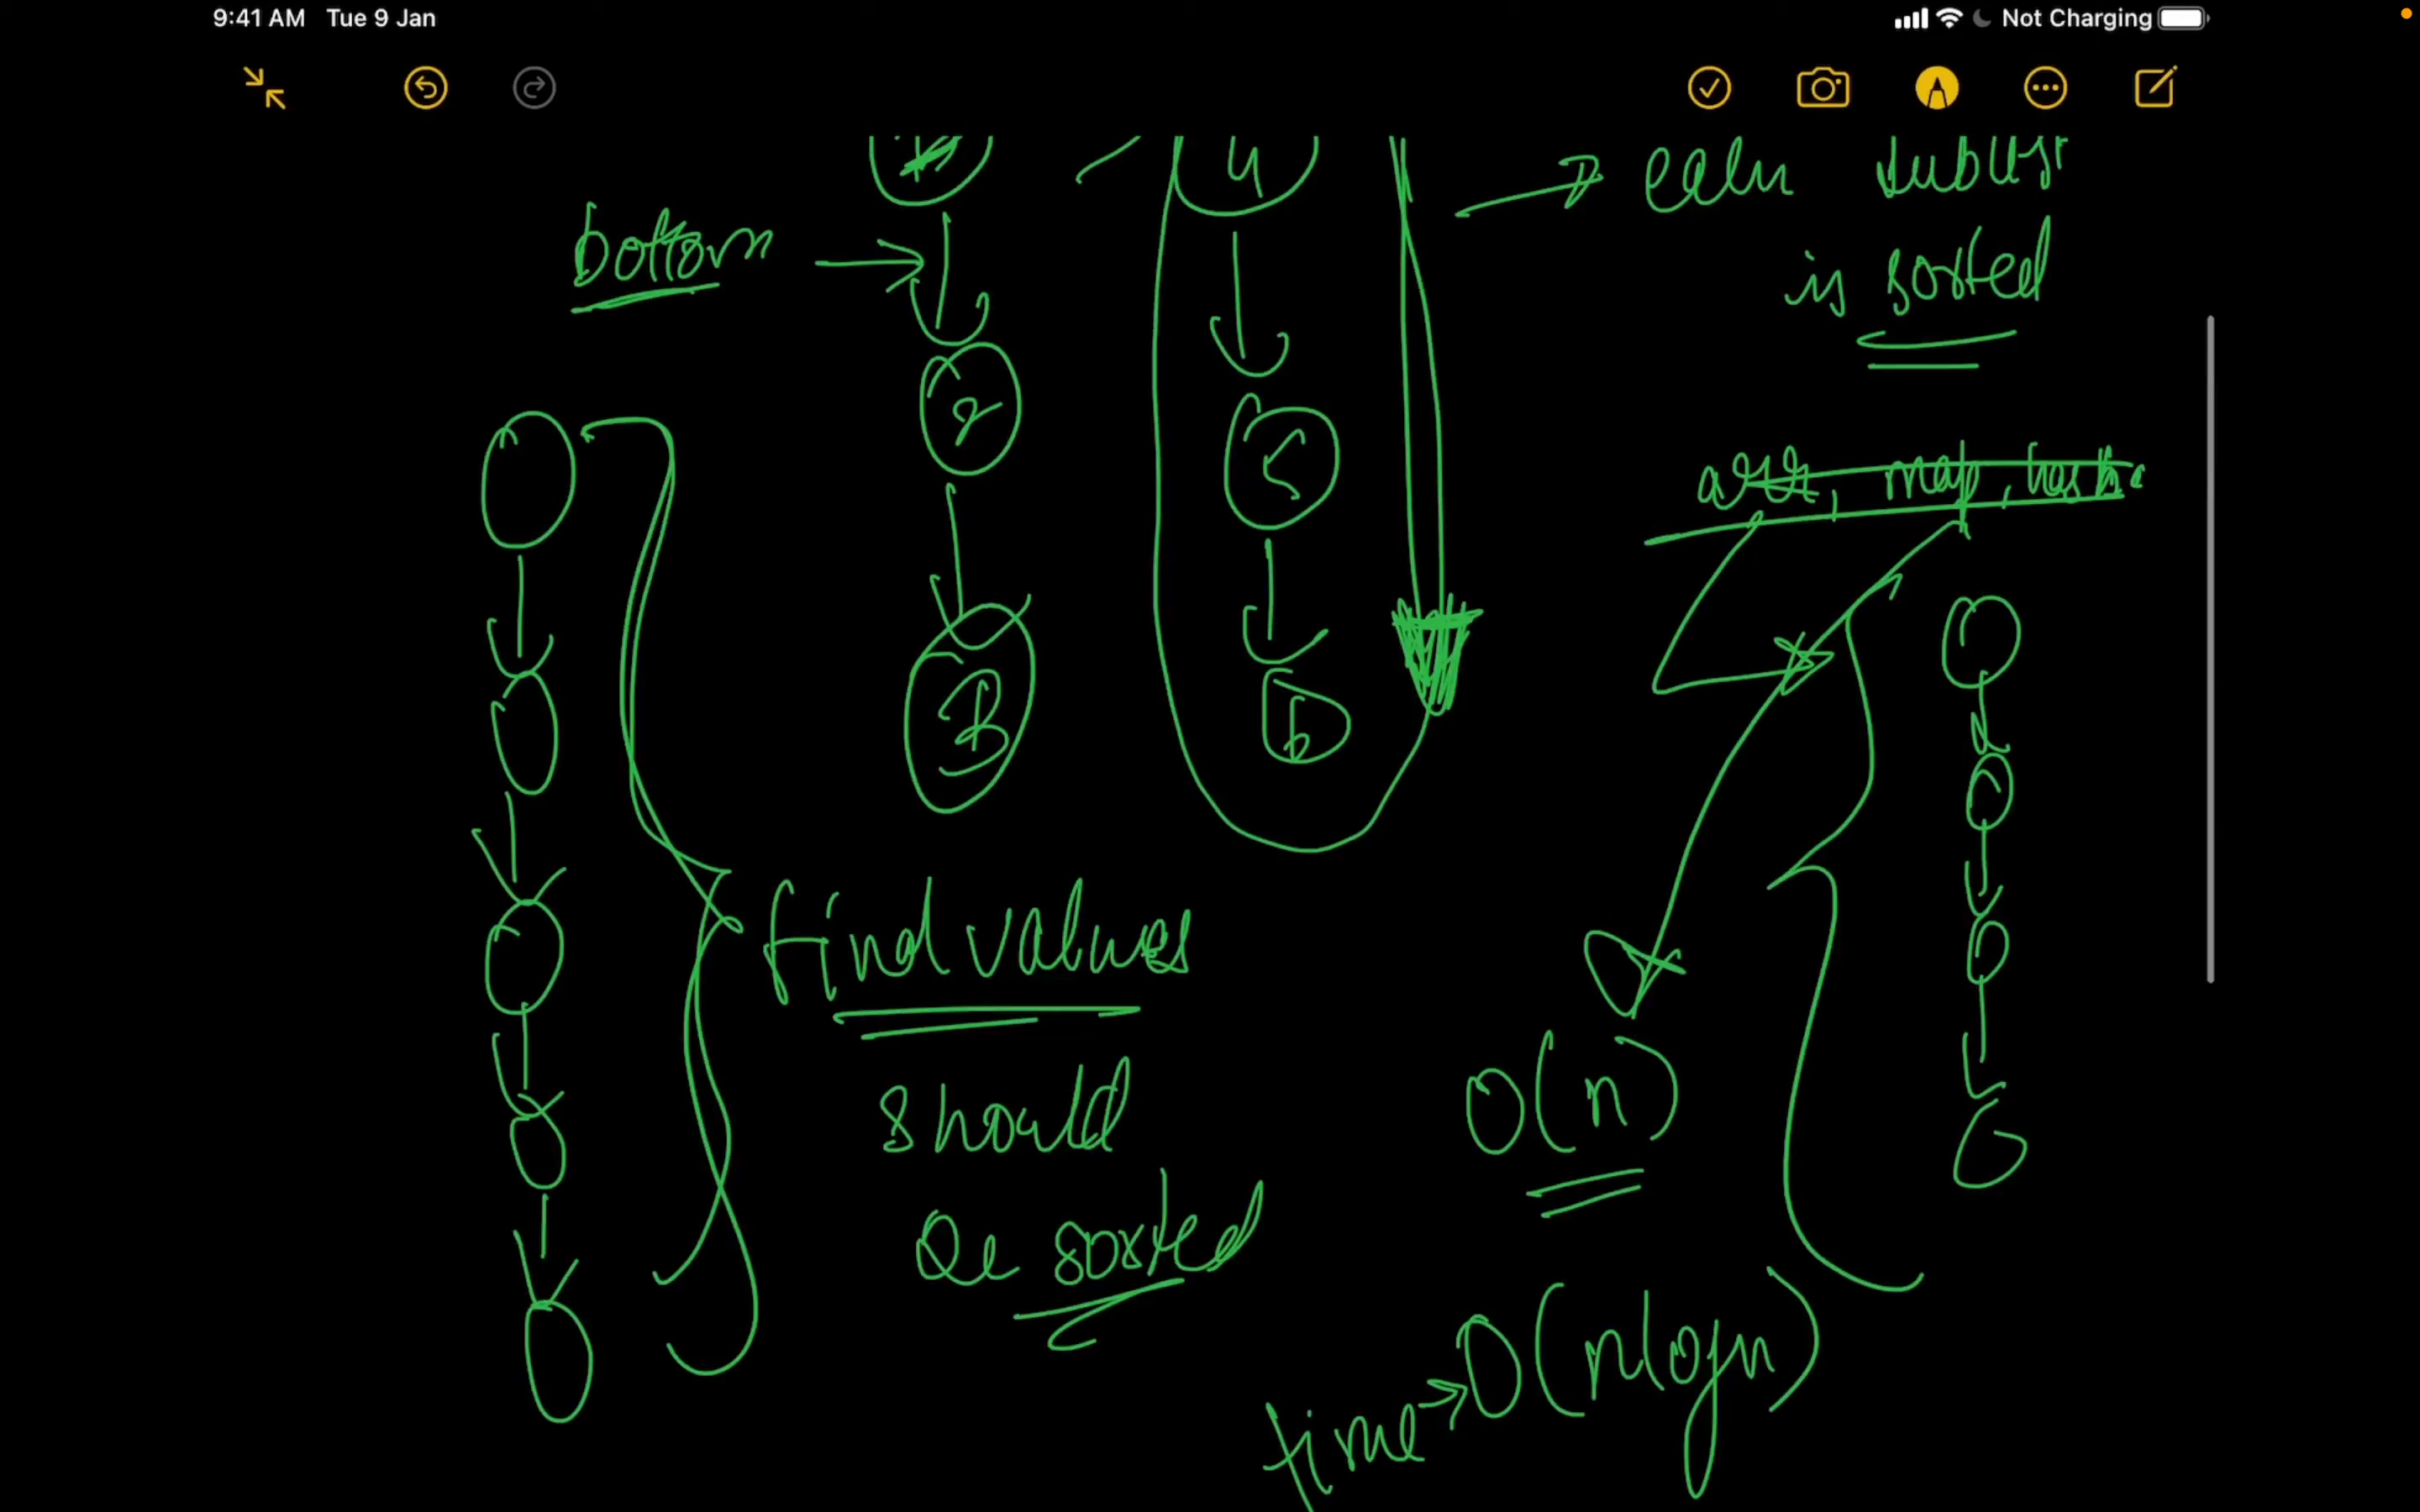 9:41 AM Tue 9 Jan
Not Charging
4
each sublist
is sorted
bottom
2
5
arr, map, hash
3
6
final values
should
be sorted
O(n)
time → O(nlogn)